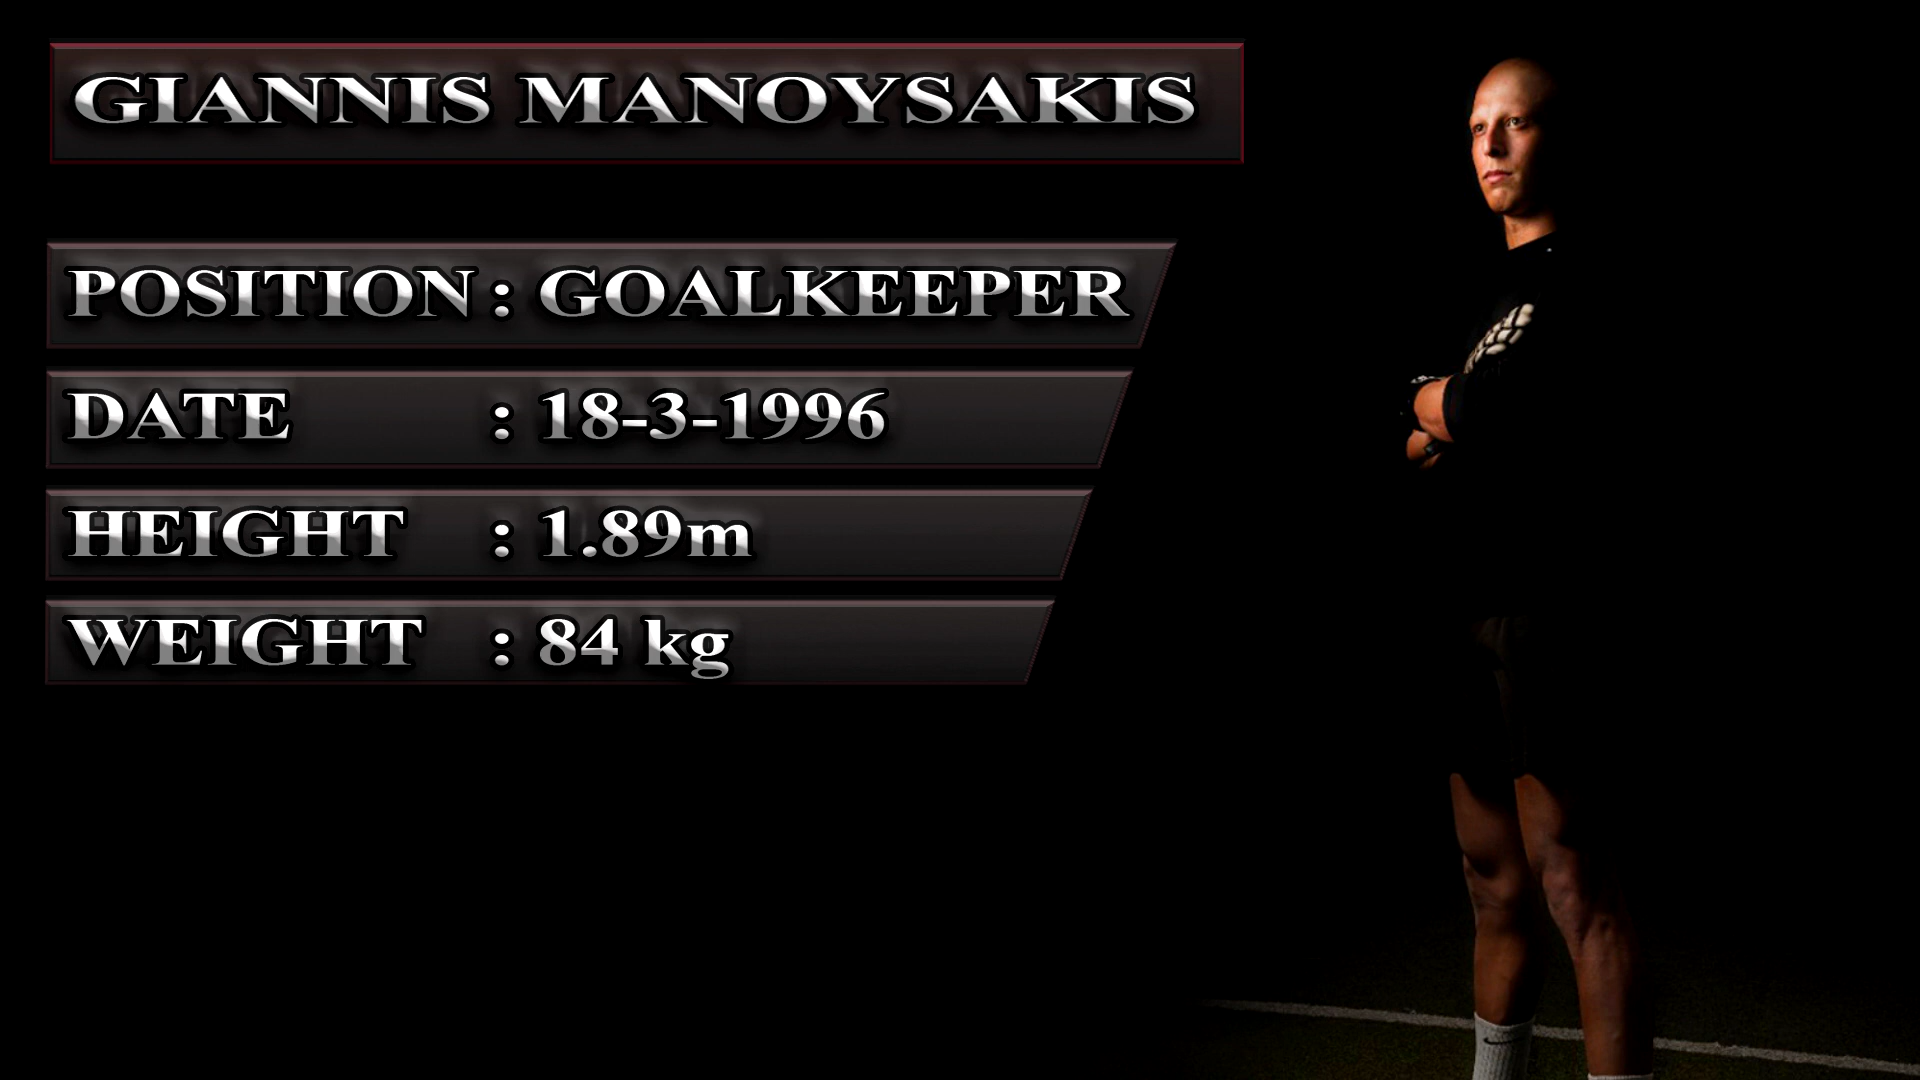 GIANNIS MANOYSAKIS
POSITION : GOALKEEPER
DATE : 18-3-1996
HEIGHT : 1.89m
WEIGHT : 84 kg